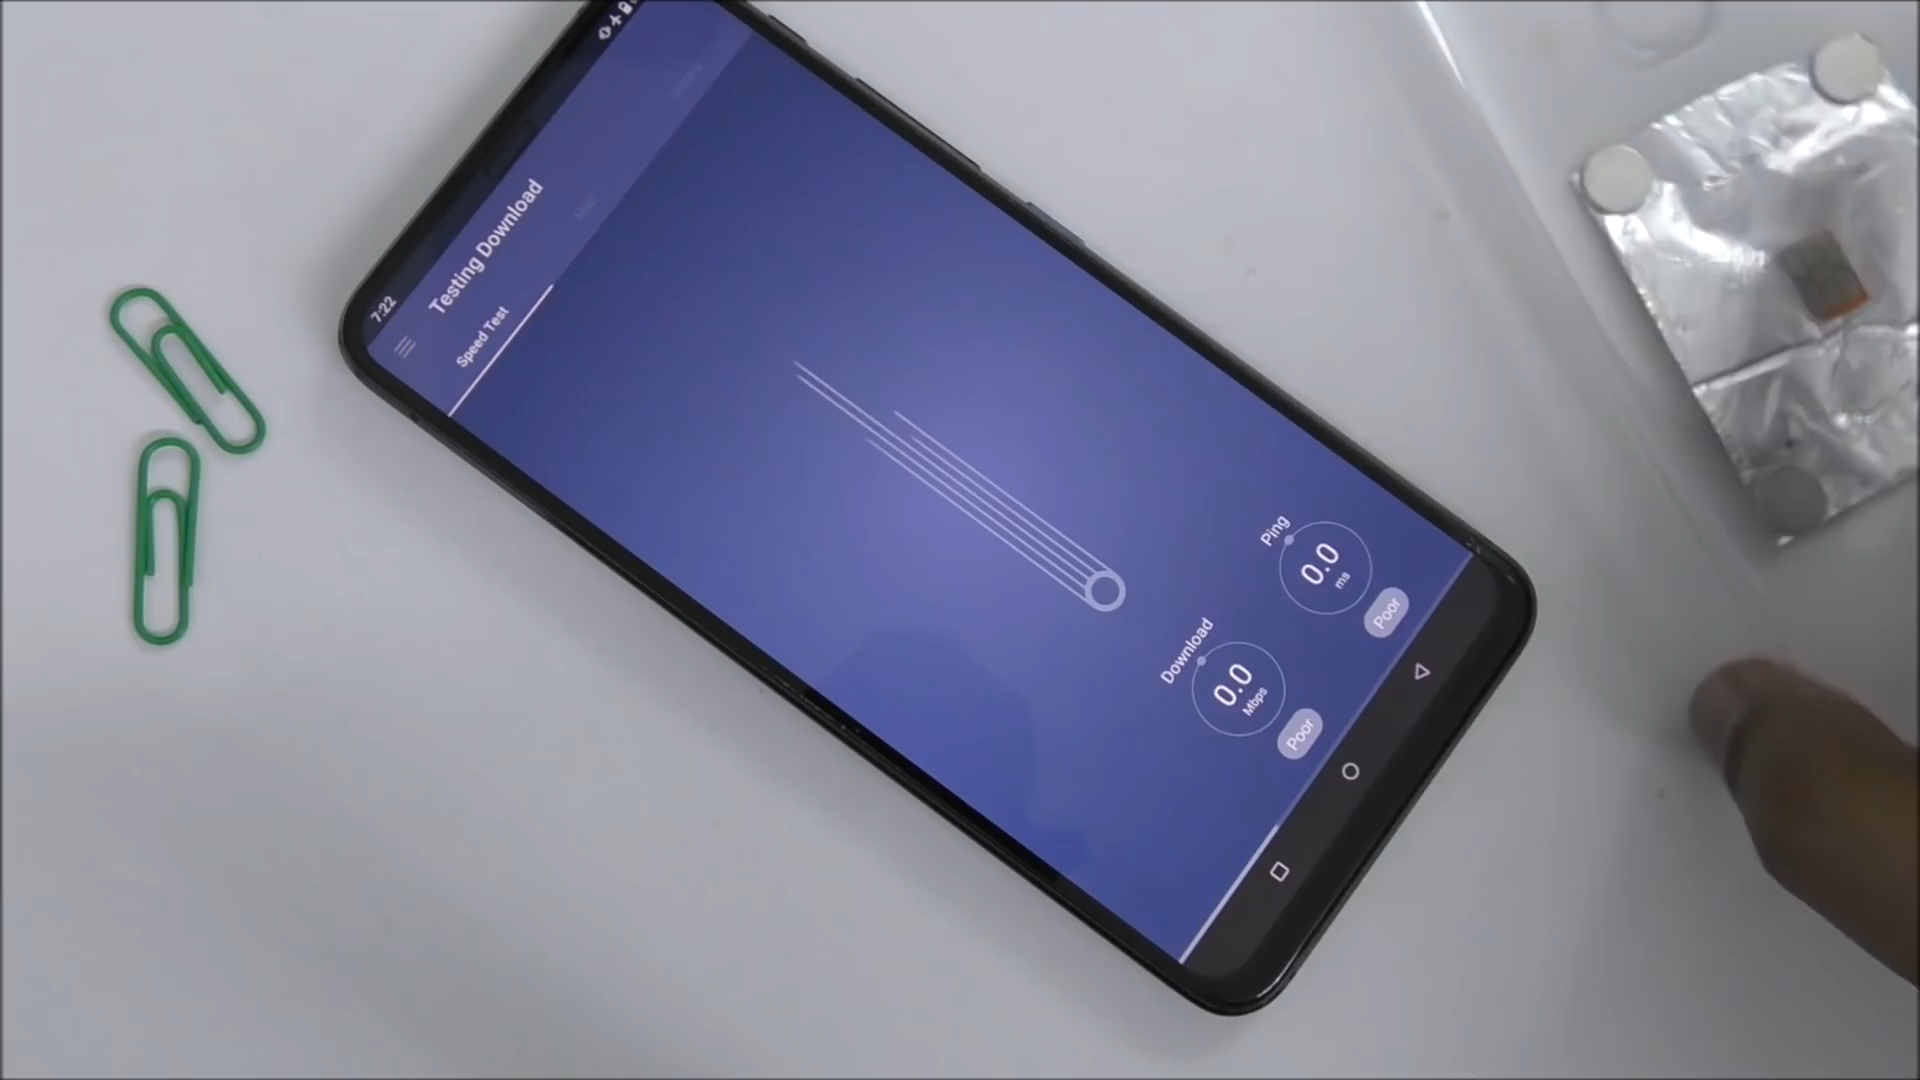 7:22
Testing Download
Speed Test
Download
0.0
Mbps
Poor
Ping
0.0
ms
Poor